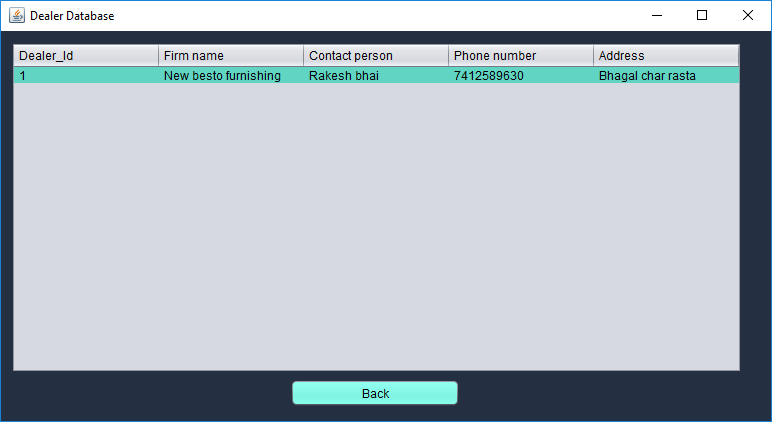 Dealer Database
Dealer_Id Firm name Contact person Phone number Address
1 New besto furnishing Rakesh bhai 7412589630 Bhagal char rasta
Back